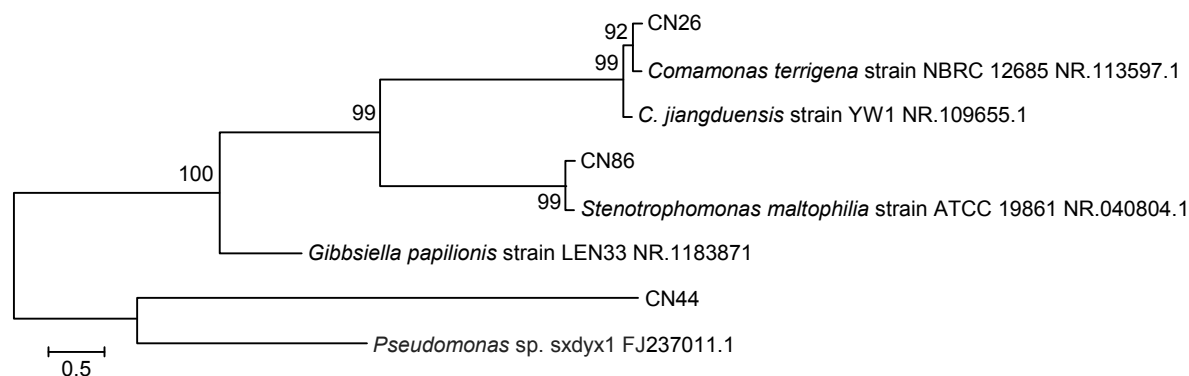 CN26
92
99
Comamonas terrigena strain NBRC 12685 NR.113597.1
99
C. jiangduensis strain YW1 NR.109655.1
CN86
100
99
Stenotrophomonas maltophilia strain ATCC 19861 NR.040804.1
Gibbsiella papilionis strain LEN33 NR.1183871
CN44
Pseudomonas sp. sxdyx1 FJ237011.1
0.5